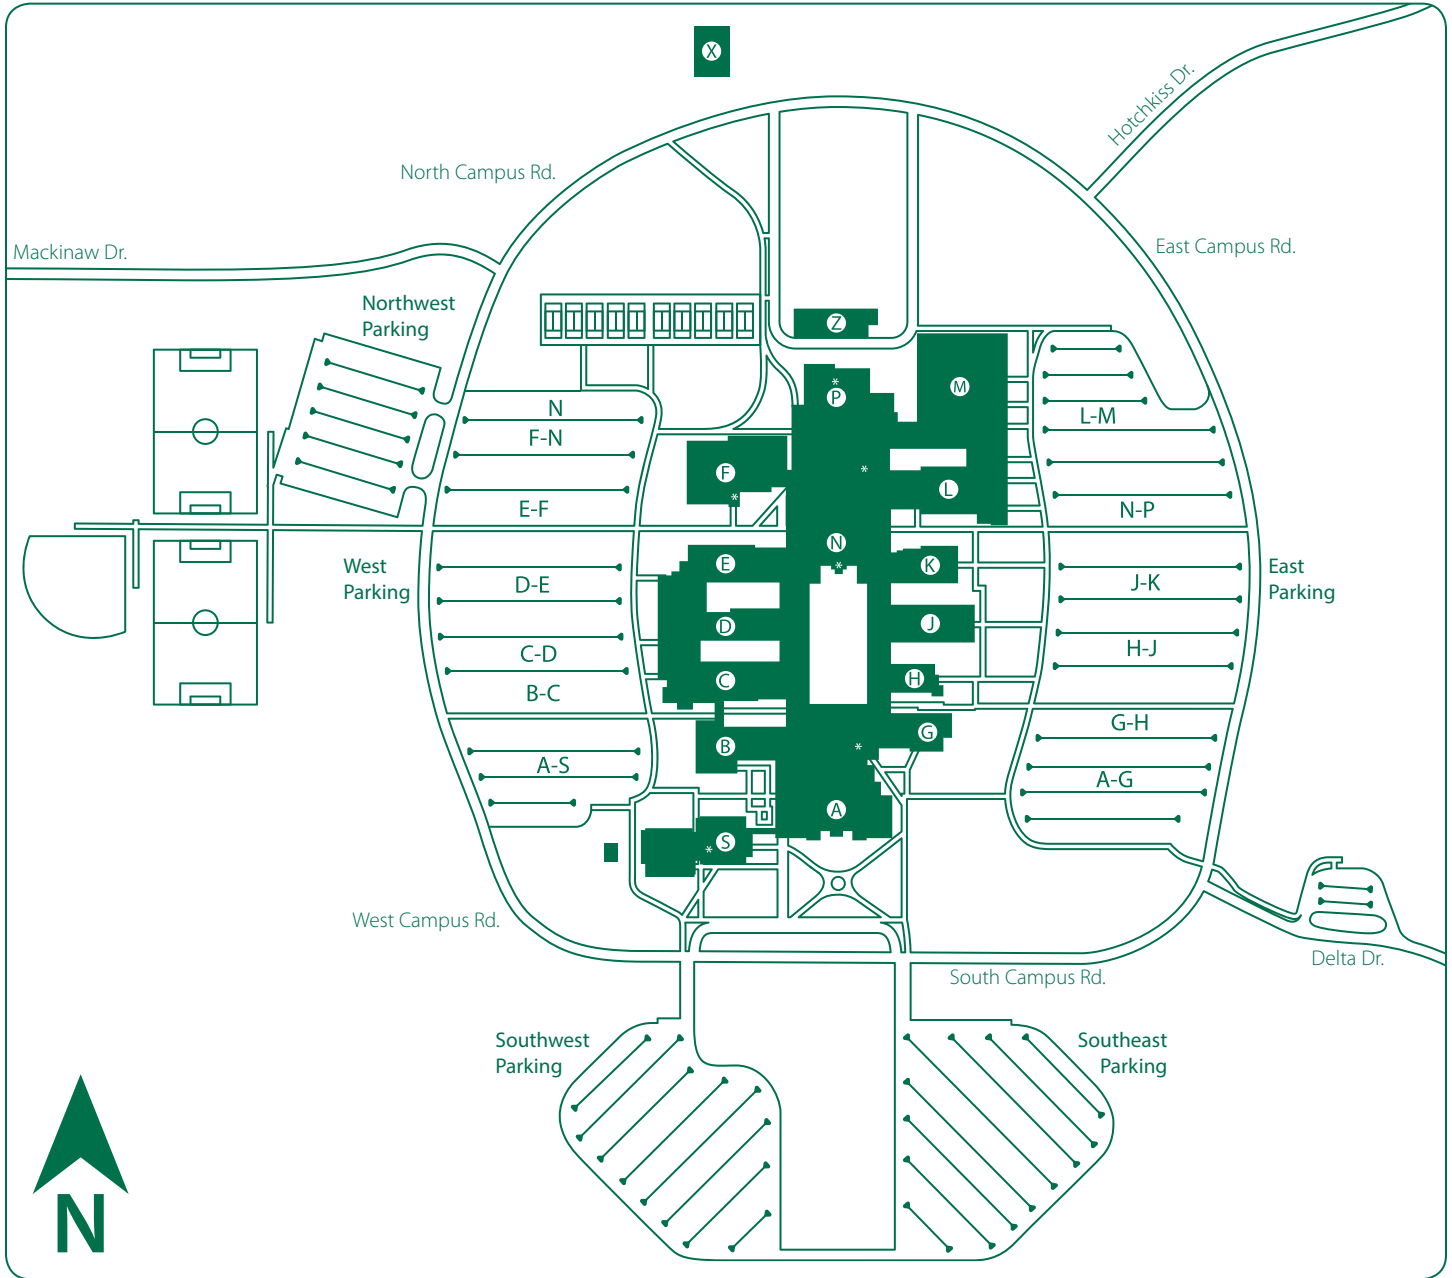 X
Hotchkiss Dr.
North Campus Rd.
Mackinaw Dr.
East Campus Rd.
Northwest
Parking
Z
P
*
M
N
L-M
F-N
F
*
*
L
E-F
N-P
N
*
E
K
West
Parking
East
Parking
D-E
J-K
D
J
C-D
H-J
C
H
B-C
G-H
B
*
G
A-S
A-G
A
S
*
West Campus Rd.
Delta Dr.
South Campus Rd.
Southwest
Parking
Southeast
Parking
N